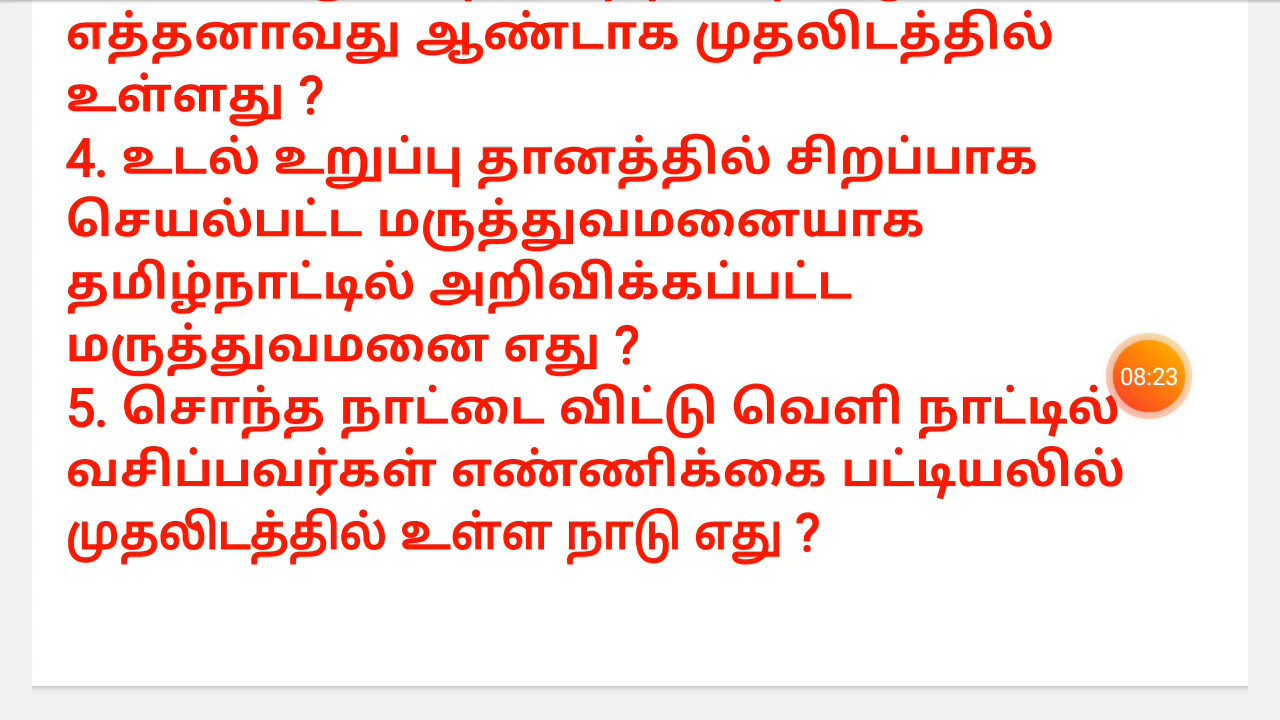 எத்தனாவது ஆண்டாக முதலிடத்தில்
உள்ளது ?
4. உடல் உறுப்பு தானத்தில் சிறப்பாக
செயல்பட்ட மருத்துவமனையாக
தமிழ்நாட்டில் அறிவிக்கப்பட்ட
மருத்துவமனை எது ?
08:23
5. சொந்த நாட்டை விட்டு வெளி நாட்டில்
வசிப்பவர்கள் எண்ணிக்கை பட்டியலில்
முதலிடத்தில் உள்ள நாடு எது ?